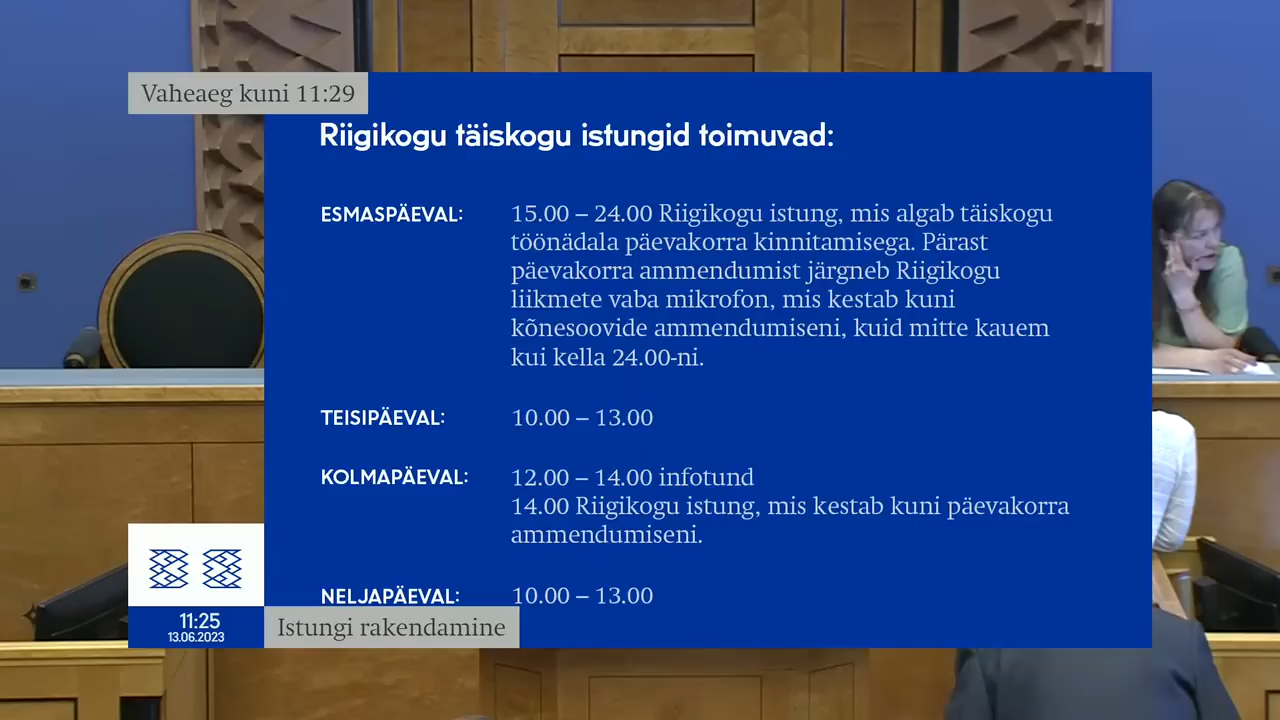 Vaheaeg kuni 11:29
Riigikogu täiskogu istungid toimuvad:
ESMASPÄEVAL:
15.00 – 24.00 Riigikogu istung, mis algab täiskogu
töönädala päevakorra kinnitamisega. Pärast
päevakorra ammendumist järgneb Riigikogu
liikmete vaba mikrofon, mis kestab kuni
kõnesoovide ammendumiseni, kuid mitte kauem
kui kella 24.00-ni.
TEISIPÄEVAL:
10.00 – 13.00
KOLMAPÄEVAL:
12.00 – 14.00 infotund
14.00 Riigikogu istung, mis kestab kuni päevakorra
ammendumiseni.
NELJAPÄEVAL:
10.00 – 13.00
11:25
13.06.2023
Istungi rakendamine